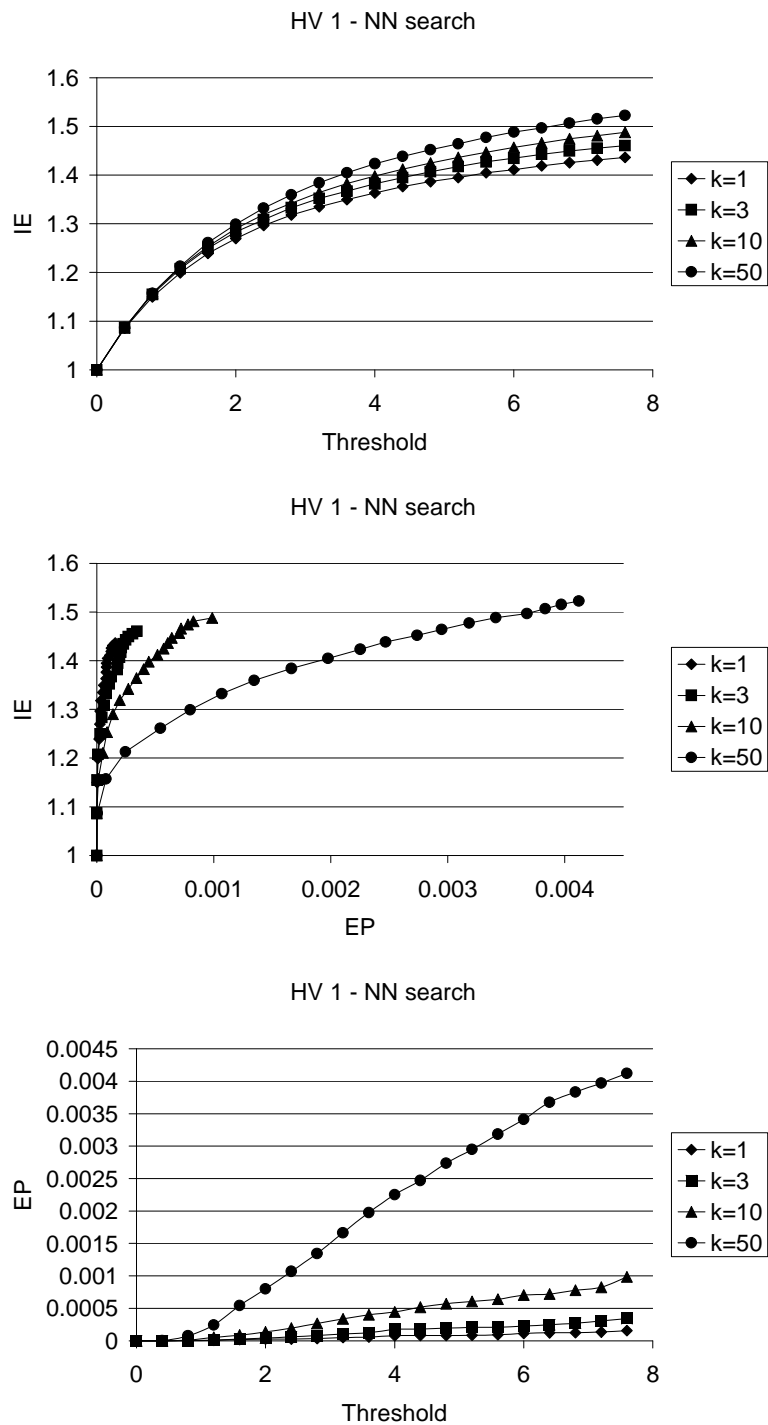 HV 1 - NN search
1.6
1.5
1.4
1.3
1.2
1.1
1
IE
0 2 4 6 8
Threshold
k=1
k=3
k=10
k=50
HV 1 - NN search
1.6
1.5
1.4
1.3
1.2
1.1
1
IE
0 0.001 0.002 0.003 0.004
EP
k=1
k=3
k=10
k=50
HV 1 - NN search
0.0045
0.004
0.0035
0.003
0.0025
0.002
0.0015
0.001
0.0005
0
EP
0 2 4 6 8
Threshold
k=1
k=3
k=10
k=50